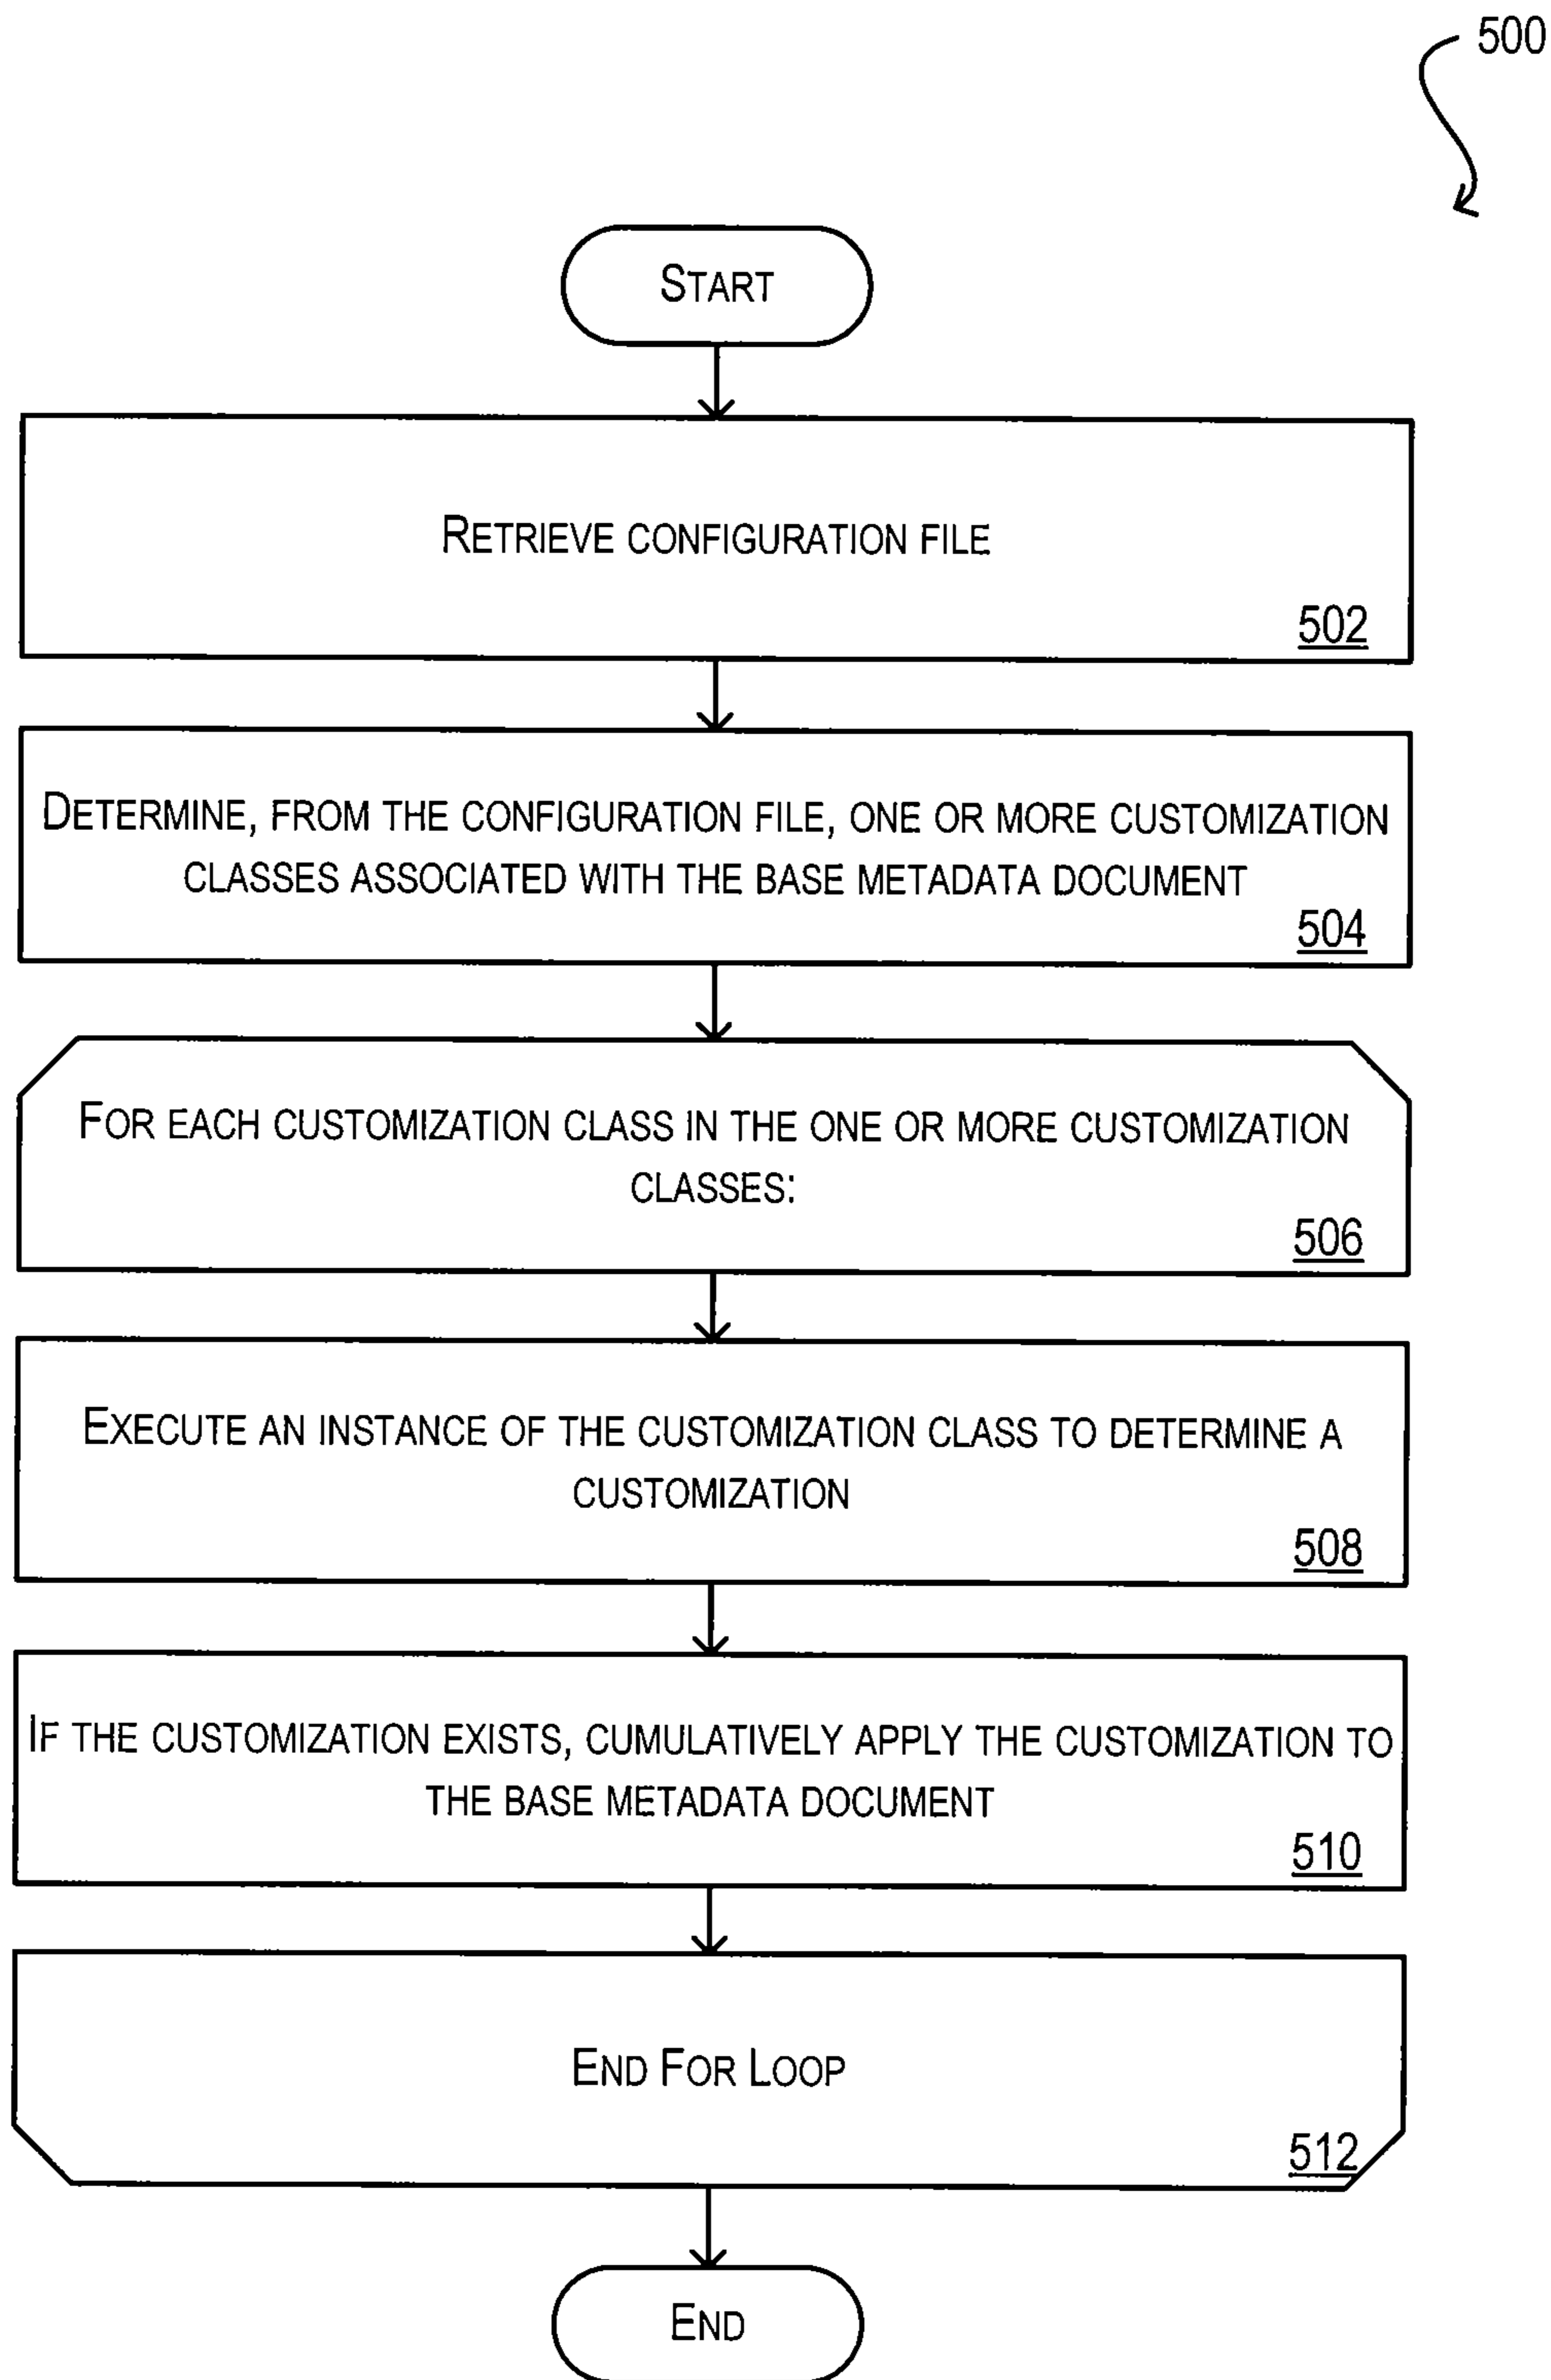 500
START
RETRIEVE CONFIGURATION FILE
502
DETERMINE, FROM THE CONFIGURATION FILE, ONE OR MORE CUSTOMIZATION
CLASSES ASSOCIATED WITH THE BASE METADATA DOCUMENT
504
FOR EACH CUSTOMIZATION CLASS IN THE ONE OR MORE CUSTOMIZATION
CLASSES:
506
EXECUTE AN INSTANCE OF THE CUSTOMIZATION CLASS TO DETERMINE A
CUSTOMIZATION
508
IF THE CUSTOMIZATION EXISTS, CUMULATIVELY APPLY THE CUSTOMIZATION TO
THE BASE METADATA DOCUMENT
510
END FOR LOOP
512
END